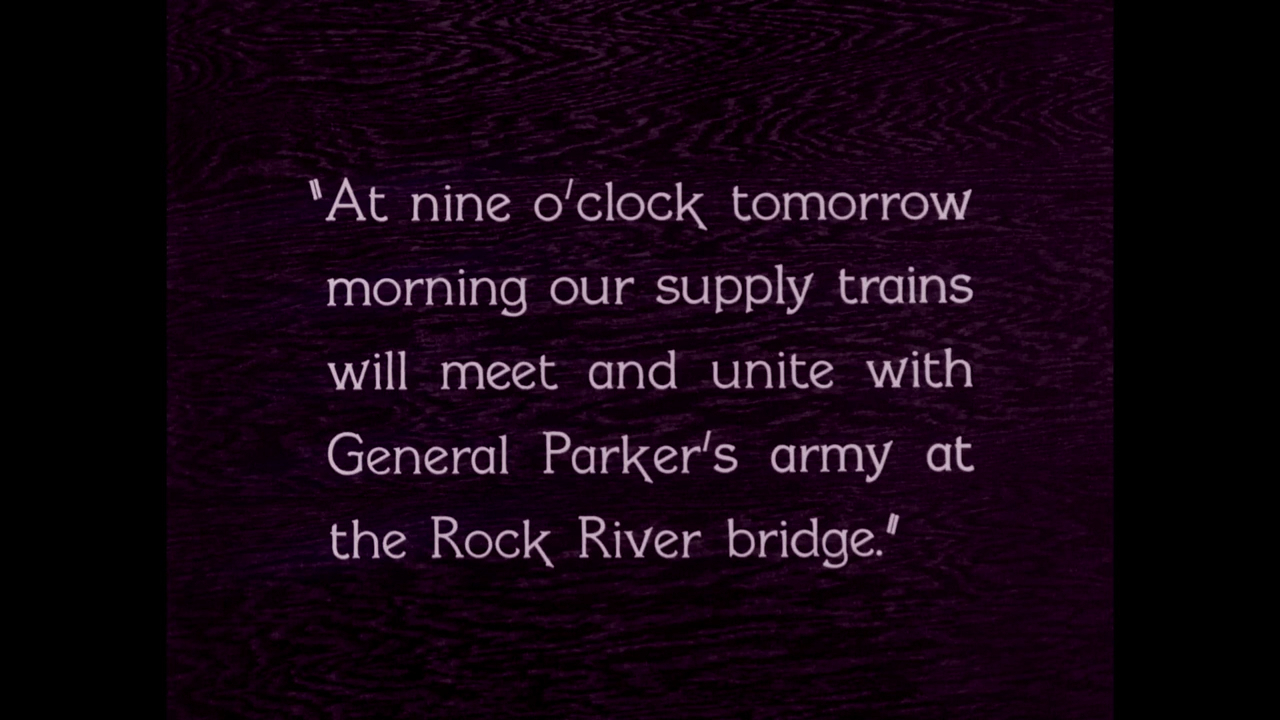 "At nine o'clock tomorrow
morning our supply trains
will meet and unite with
General Parker's army at
the Rock River bridge."